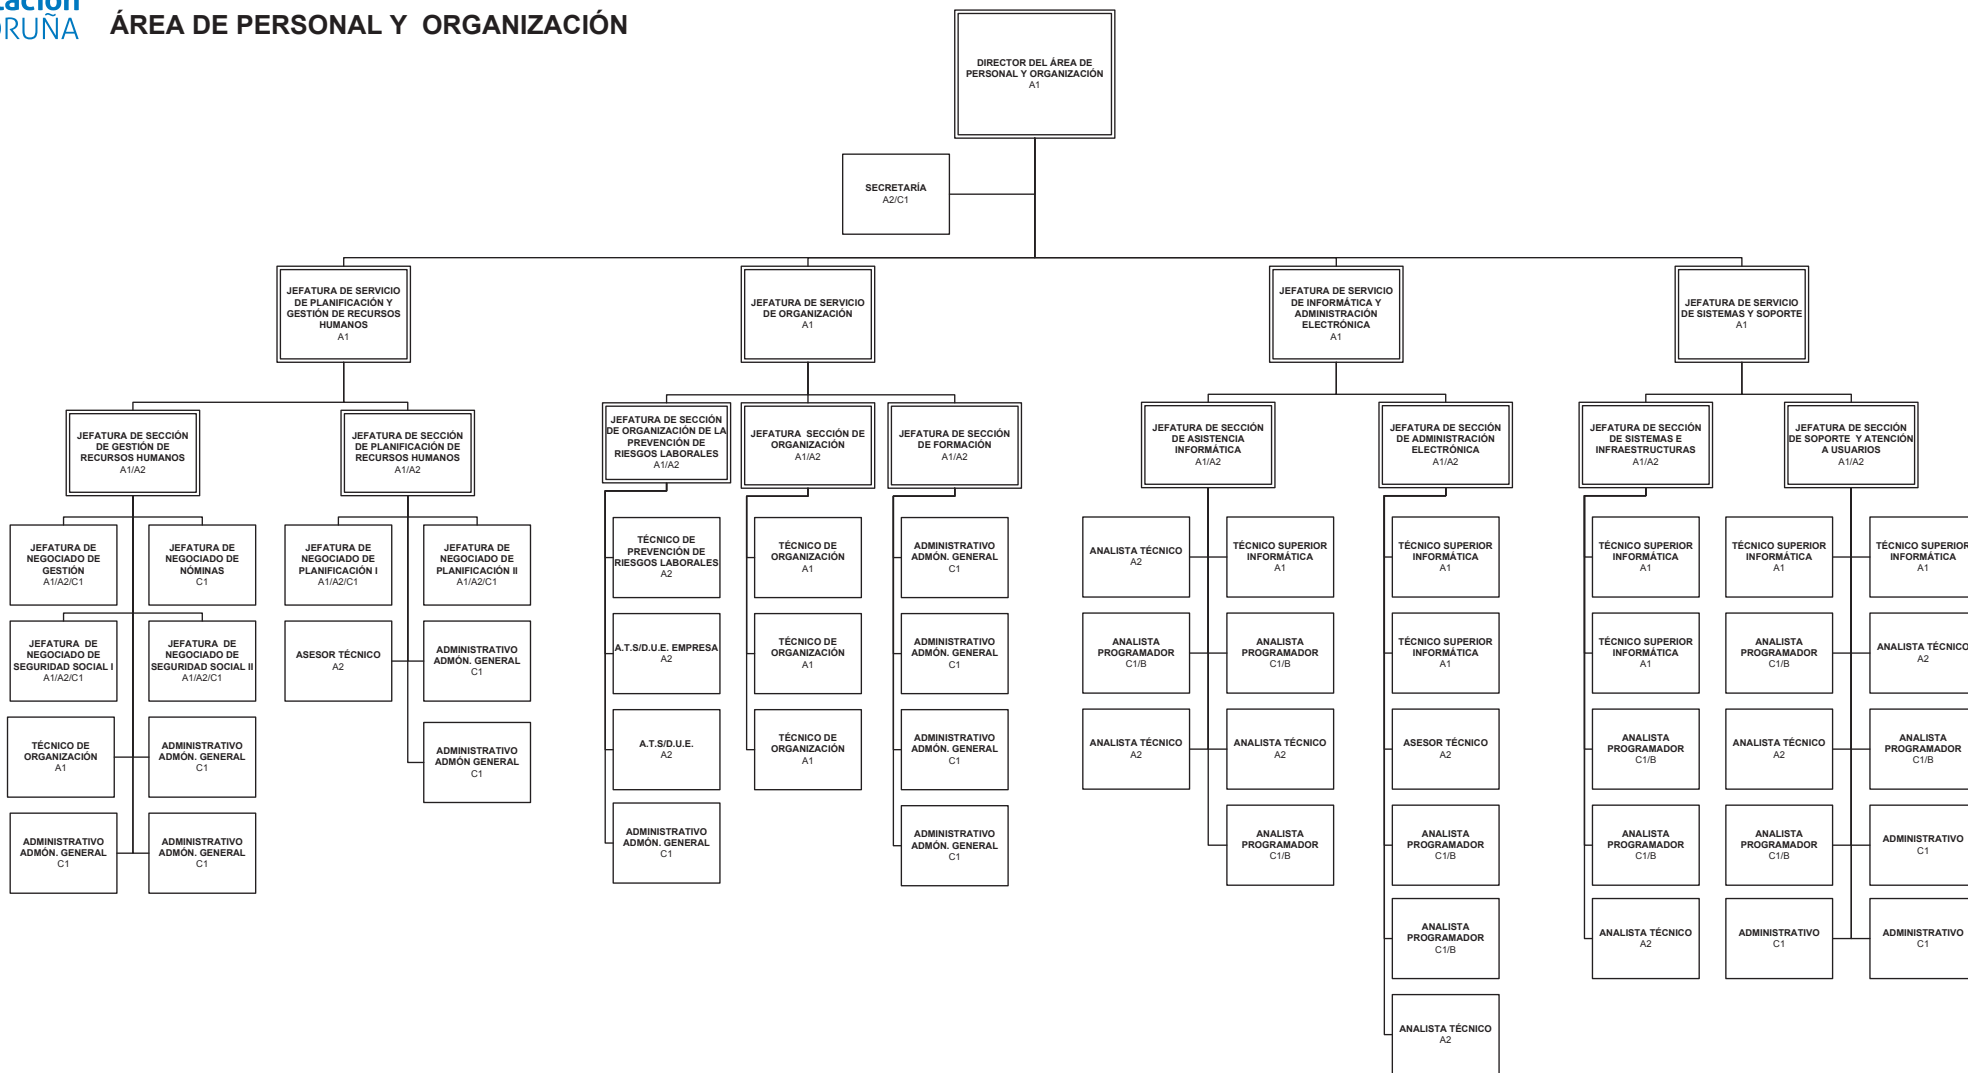 ORUÑA
ÁREA DE PERSONAL Y ORGANIZACIÓN
DIRECTOR DEL ÁREA DE
PERSONAL Y ORGANIZACIÓN
A1
SECRETARÍA
A2/C1
JEFATURA DE SERVICIO
DE PLANIFICACIÓN Y
GESTIÓN DE RECURSOS
HUMANOS
A1
JEFATURA DE SERVICIO
DE ORGANIZACIÓN
A1
JEFATURA DE SERVICIO
DE INFORMÁTICA Y
ADMINISTRACIÓN
ELECTRÓNICA
A1
JEFATURA DE SERVICIO
DE SISTEMAS Y SOPORTE
A1
JEFATURA DE SECCIÓN
DE GESTIÓN DE
RECURSOS HUMANOS
A1/A2
JEFATURA DE SECCIÓN
DE PLANIFICACIÓN DE
RECURSOS HUMANOS
A1/A2
JEFATURA DE SECCIÓN
DE ORGANIZACIÓN DE LA
PREVENCIÓN DE
RIESGOS LABORALES
A1/A2
JEFATURA SECCIÓN DE
ORGANIZACIÓN
A1/A2
JEFATURA DE SECCIÓN
DE FORMACIÓN
A1/A2
JEFATURA DE SECCIÓN
DE ASISTENCIA
INFORMÁTICA
A1/A2
JEFATURA DE SECCIÓN
DE ADMINISTRACIÓN
ELECTRÓNICA
A1/A2
JEFATURA DE SECCIÓN
DE SISTEMAS E
INFRAESTRUCTURAS
A1/A2
JEFATURA DE SECCIÓN
DE SOPORTE Y ATENCIÓN
A USUARIOS
A1/A2
JEFATURA DE
NEGOCIADO DE
GESTIÓN
A1/A2/C1
JEFATURA DE
NEGOCIADO DE
NÓMINAS
C1
JEFATURA DE
NEGOCIADO DE
SEGURIDAD SOCIAL I
A1/A2/C1
JEFATURA DE
NEGOCIADO DE
SEGURIDAD SOCIAL II
A1/A2/C1
TÉCNICO DE
ORGANIZACIÓN
A1
ADMINISTRATIVO
ADMÓN. GENERAL
C1
ADMINISTRATIVO
ADMÓN. GENERAL
C1
ADMINISTRATIVO
ADMÓN. GENERAL
C1
JEFATURA DE
NEGOCIADO DE
PLANIFICACIÓN I
A1/A2/C1
JEFATURA DE
NEGOCIADO DE
PLANIFICACIÓN II
A1/A2/C1
ASESOR TÉCNICO
A2
ADMINISTRATIVO
ADMÓN. GENERAL
C1
ADMINISTRATIVO
ADMÓN GENERAL
C1
TÉCNICO DE
PREVENCIÓN DE
RIESGOS LABORALES
A2
A.T.S/D.U.E. EMPRESA
A2
A.T.S/D.U.E.
A2
ADMINISTRATIVO
ADMÓN. GENERAL
C1
TÉCNICO DE
ORGANIZACIÓN
A1
TÉCNICO DE
ORGANIZACIÓN
A1
TÉCNICO DE
ORGANIZACIÓN
A1
ADMINISTRATIVO
ADMÓN. GENERAL
C1
ADMINISTRATIVO
ADMÓN. GENERAL
C1
ADMINISTRATIVO
ADMÓN. GENERAL
C1
ADMINISTRATIVO
ADMÓN. GENERAL
C1
ANALISTA TÉCNICO
A2
TÉCNICO SUPERIOR
INFORMÁTICA
A1
ANALISTA
PROGRAMADOR
C1/B
ANALISTA
PROGRAMADOR
C1/B
ANALISTA TÉCNICO
A2
ANALISTA TÉCNICO
A2
ANALISTA
PROGRAMADOR
C1/B
TÉCNICO SUPERIOR
INFORMÁTICA
A1
TÉCNICO SUPERIOR
INFORMÁTICA
A1
ASESOR TÉCNICO
A2
ANALISTA
PROGRAMADOR
C1/B
ANALISTA
PROGRAMADOR
C1/B
ANALISTA TÉCNICO
A2
TÉCNICO SUPERIOR
INFORMÁTICA
A1
TÉCNICO SUPERIOR
INFORMÁTICA
A1
ANALISTA
PROGRAMADOR
C1/B
ANALISTA
PROGRAMADOR
C1/B
ANALISTA TÉCNICO
A2
TÉCNICO SUPERIOR
INFORMÁTICA
A1
TÉCNICO SUPERIOR
INFORMÁTICA
A1
ANALISTA
PROGRAMADOR
C1/B
ANALISTA TÉCNICO
A2
ANALISTA TÉCNICO
A2
ANALISTA
PROGRAMADOR
C1/B
ANALISTA
PROGRAMADOR
C1/B
ADMINISTRATIVO
C1
ADMINISTRATIVO
C1
ADMINISTRATIVO
C1